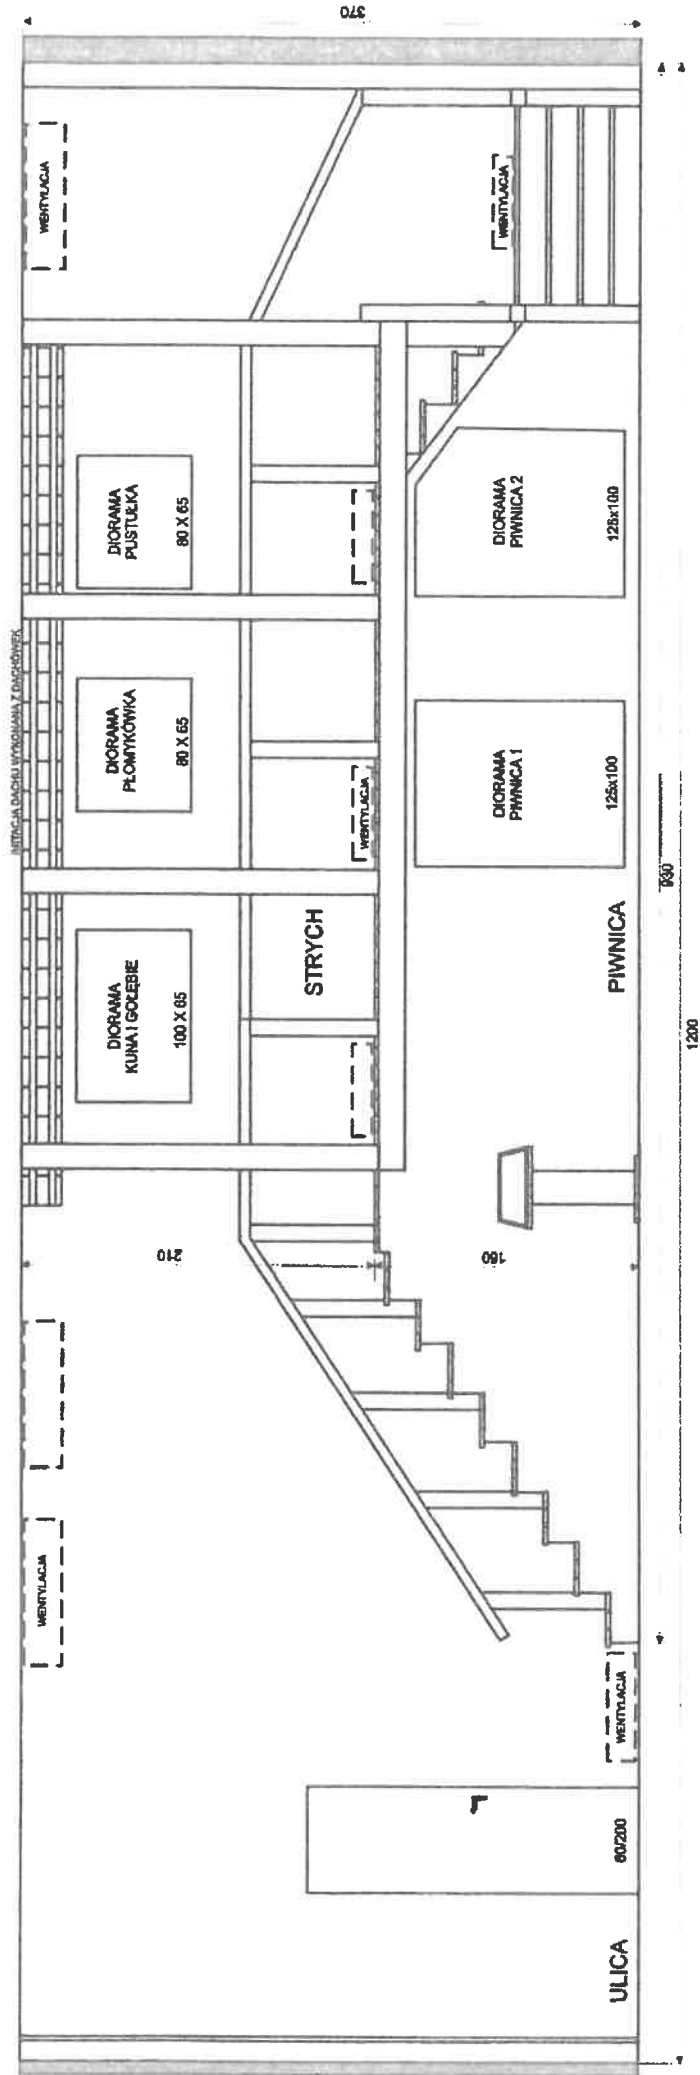 370
WENTYLACJA
WENTYLACJA
IMITACJA DACHU WYKONANA Z DACHÓWEK
DIORAMA
PUSTUŁKA
80 X 65
DIORAMA
PŁOMYKÓWKA
80 X 65
DIORAMA
KUNA I GOŁĘBIE
100 X 65
WENTYLACJA
STRYCH
DIORAMA
PIWNICA 2
125x100
DIORAMA
PIWNICA 1
125x100
PIWNICA
930
1200
210
160
WENTYLACJA
WENTYLACJA
60/200
ULICA